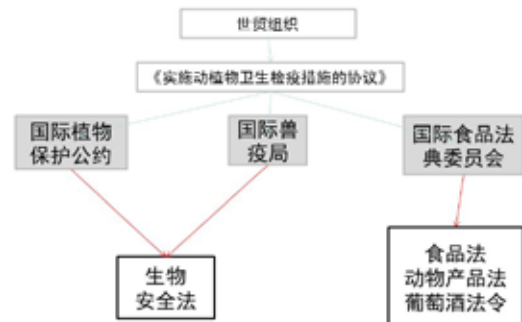 世贸组织
《实施动植物卫生检疫措施的协议》
国际植物
保护公约
国际兽
疫局
国际食品法
典委员会
生物
安全法
食品法
动物产品法
葡萄酒法令